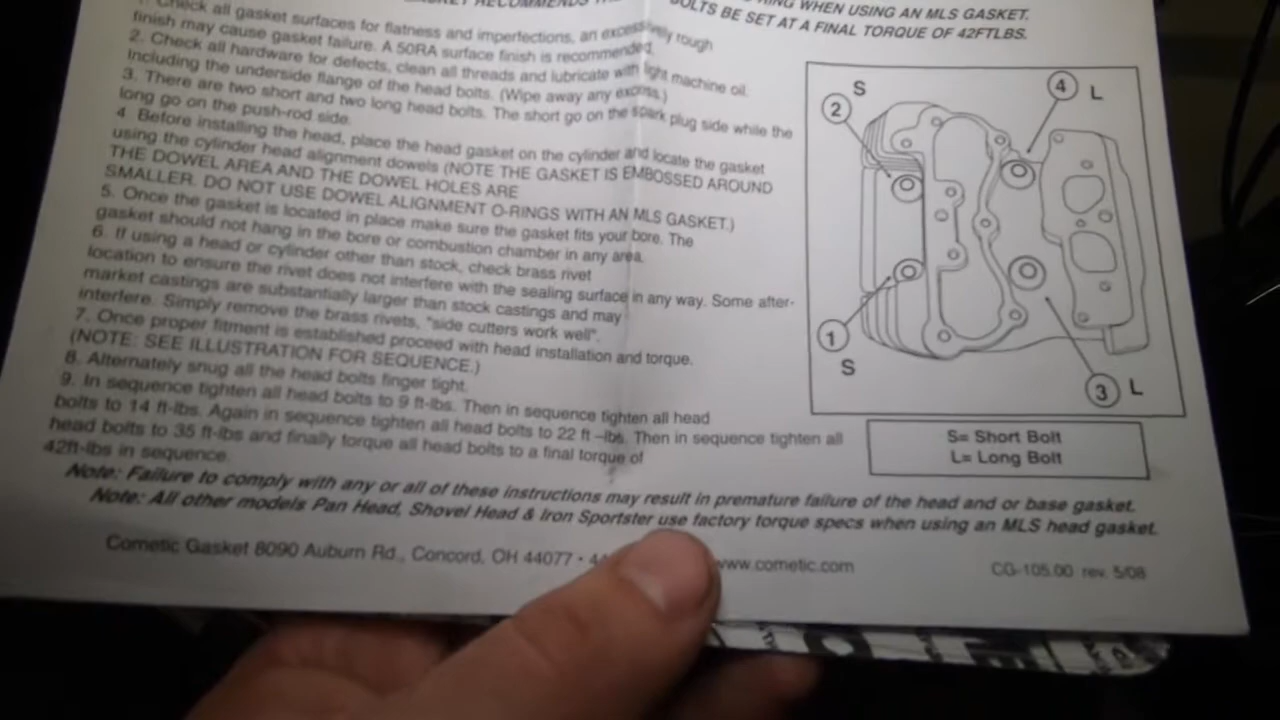 GASKET RECOMMENDS
RING WHEN USING AN MLS GASKET.
BOLTS BE SET AT A FINAL TORQUE OF 42FTLBS.
1. Check all gasket surfaces for flatness and imperfections, an excessively rough
finish may cause gasket failure. A 50RA surface finish is recommended.
2. Check all hardware for defects, clean all threads and lubricate with light machine oil.
Including the underside flange of the head bolts. (Wipe away any excess.)
3. There are two short and two long head bolts. The short go on the spark plug side while the
long go on the push-rod side.
4. Before installing the head, place the head gasket on the cylinder and locate the gasket
using the cylinder head alignment dowels (NOTE THE GASKET IS EMBOSSED AROUND
THE DOWEL AREA AND THE DOWEL HOLES ARE
SMALLER. DO NOT USE DOWEL ALIGNMENT O-RINGS WITH AN MLS GASKET.)
5. Once the gasket is located in place make sure the gasket fits your bore. The
gasket should not hang in the bore or combustion chamber in any area.
6. If using a head or cylinder other than stock, check brass rivet
location to ensure the rivet does not interfere with the sealing surface in any way. Some after-
market castings are substantially larger than stock castings and may
interfere. Simply remove the brass rivets, "side cutters work well".
7. Once proper fitment is established proceed with head installation and torque.
(NOTE: SEE ILLUSTRATION FOR SEQUENCE.)
8. Alternately snug all the head bolts finger tight.
9. In sequence tighten all head bolts to 9 ft-lbs. Then in sequence tighten all head
bolts to 14 ft-lbs. Again in sequence tighten all head bolts to 22 ft –lbs. Then in sequence tighten all
head bolts to 35 ft-lbs and finally torque all head bolts to a final torque of
42ft-lbs in sequence.
S
2
4 L
1
S
3 L
S= Short Bolt
L= Long Bolt
Note: Failure to comply with any or all of these instructions may result in premature failure of the head and or base gasket.
Note: All other models Pan Head, Shovel Head & Iron Sportster use factory torque specs when using an MLS head gasket.
Cometic Gasket 8090 Auburn Rd., Concord, OH 44077 • www.cometic.com
CG-105.00 rev. 5/08